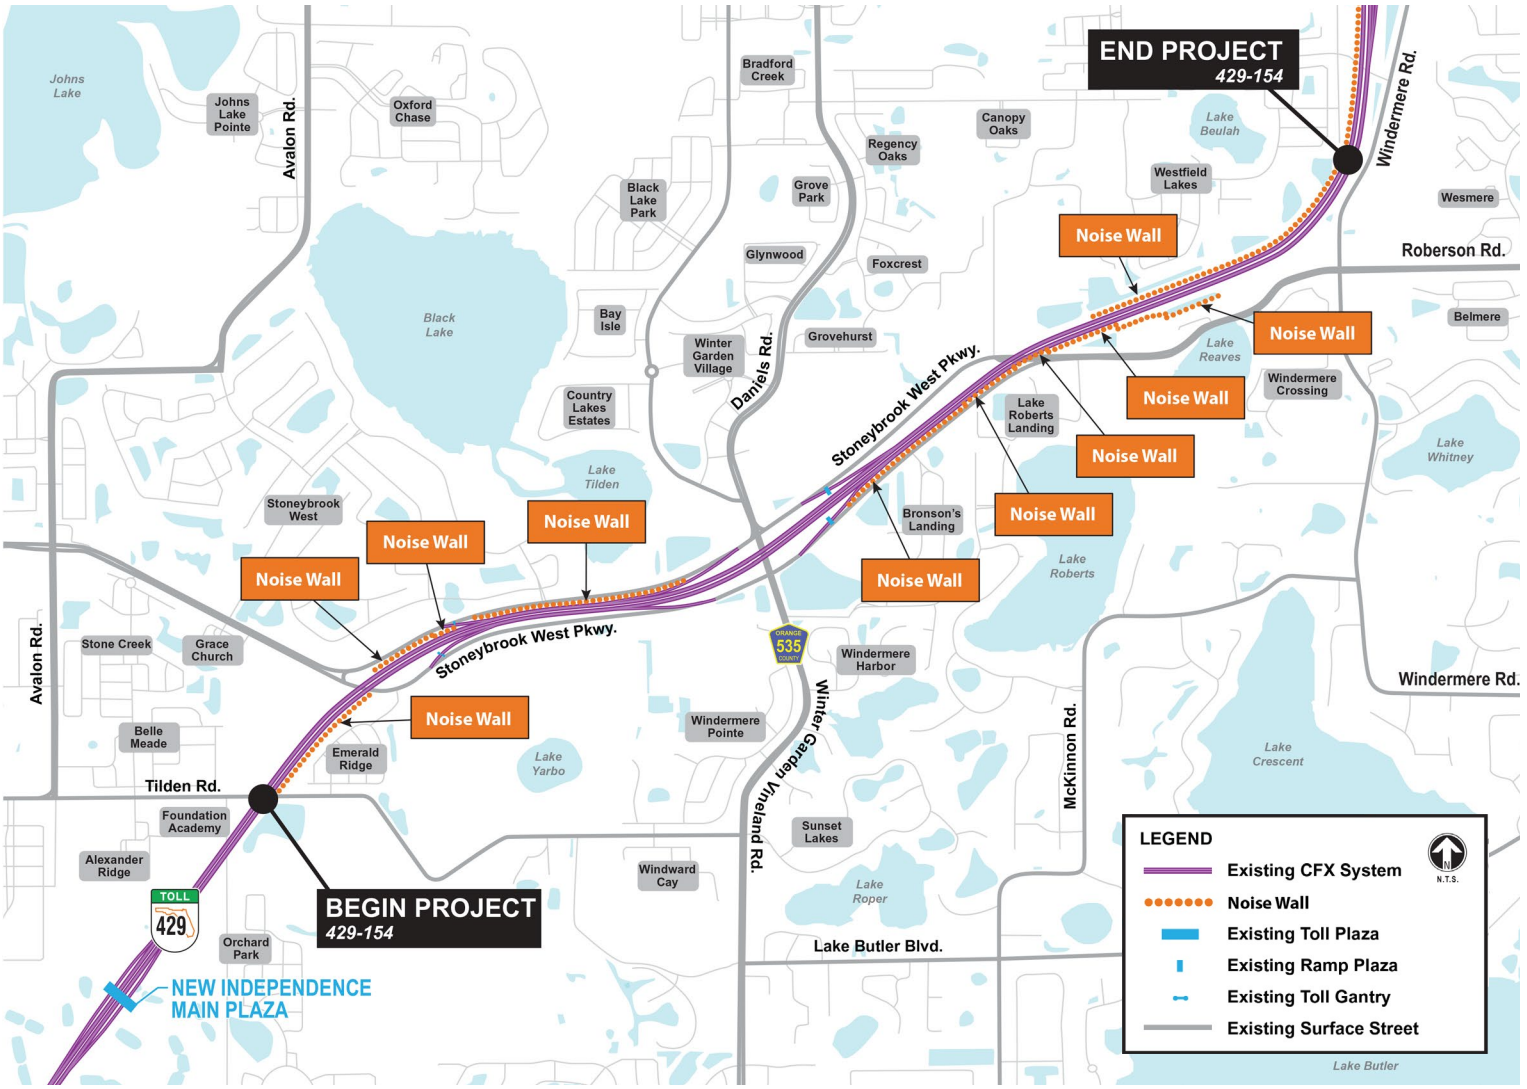 Johns
Lake
Johns
Lake
Pointe
Avalon Rd.
Oxford
Chase
Bradford
Creek
END PROJECT
429-154
Windermere Rd.
Canopy
Oaks
Lake
Beulah
Regency
Oaks
Westfield
Lakes
Black
Lake
Park
Grove
Park
Wesmere
Noise Wall
Roberson Rd.
Glynwood
Foxcrest
Black
Lake
Bay
Isle
Belmere
Noise Wall
Grovehurst
Winter
Garden
Village
Daniels Rd.
Stoneybrook West Pkwy.
Lake
Reaves
Windermere
Crossing
Noise Wall
Country
Lakes
Estates
Lake
Roberts
Landing
Noise Wall
Lake
Whitney
Lake
Tilden
Stoneybrook
West
Noise Wall
Noise Wall
Noise Wall
Noise Wall
Bronson's
Landing
Noise Wall
Lake
Roberts
Avalon Rd.
Stone Creek
Grace
Church
Stoneybrook West Pkwy.
ORANGE
535
COUNTY
Windermere
Harbor
Windermere Rd.
Noise Wall
Belle
Meade
Emerald
Ridge
Lake
Yarbo
Windermere
Pointe
Winter Garden Vineland Rd.
McKinnon Rd.
Lake
Crescent
Tilden Rd.
Foundation
Academy
Sunset
Lakes
Alexander
Ridge
Windward
Cay
Lake
Roper
TOLL
429
BEGIN PROJECT
429-154
Orchard
Park
Lake Butler Blvd.
NEW INDEPENDENCE
MAIN PLAZA
LEGEND
N
N.T.S.
Existing CFX System
Noise Wall
Existing Toll Plaza
Existing Ramp Plaza
Existing Toll Gantry
Existing Surface Street
Lake Butler